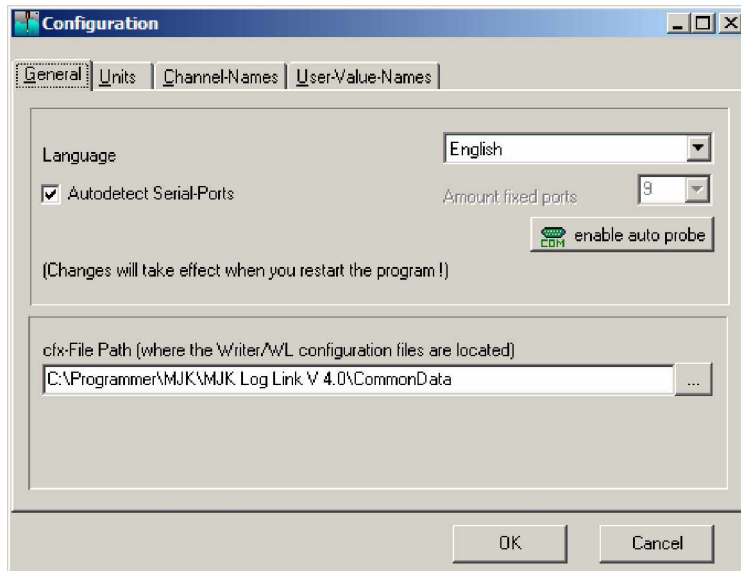 Configuration
General Units Channel-Names User-Value-Names
Language English
Autodetect Serial-Ports Amount fixed ports 9
COM enable auto probe
(Changes will take effect when you restart the program !)
cfx-File Path (where the Writer/WL configuration files are located)
C:\Programmer\MJK\MJK Log Link V 4.0\CommonData ...
OK Cancel